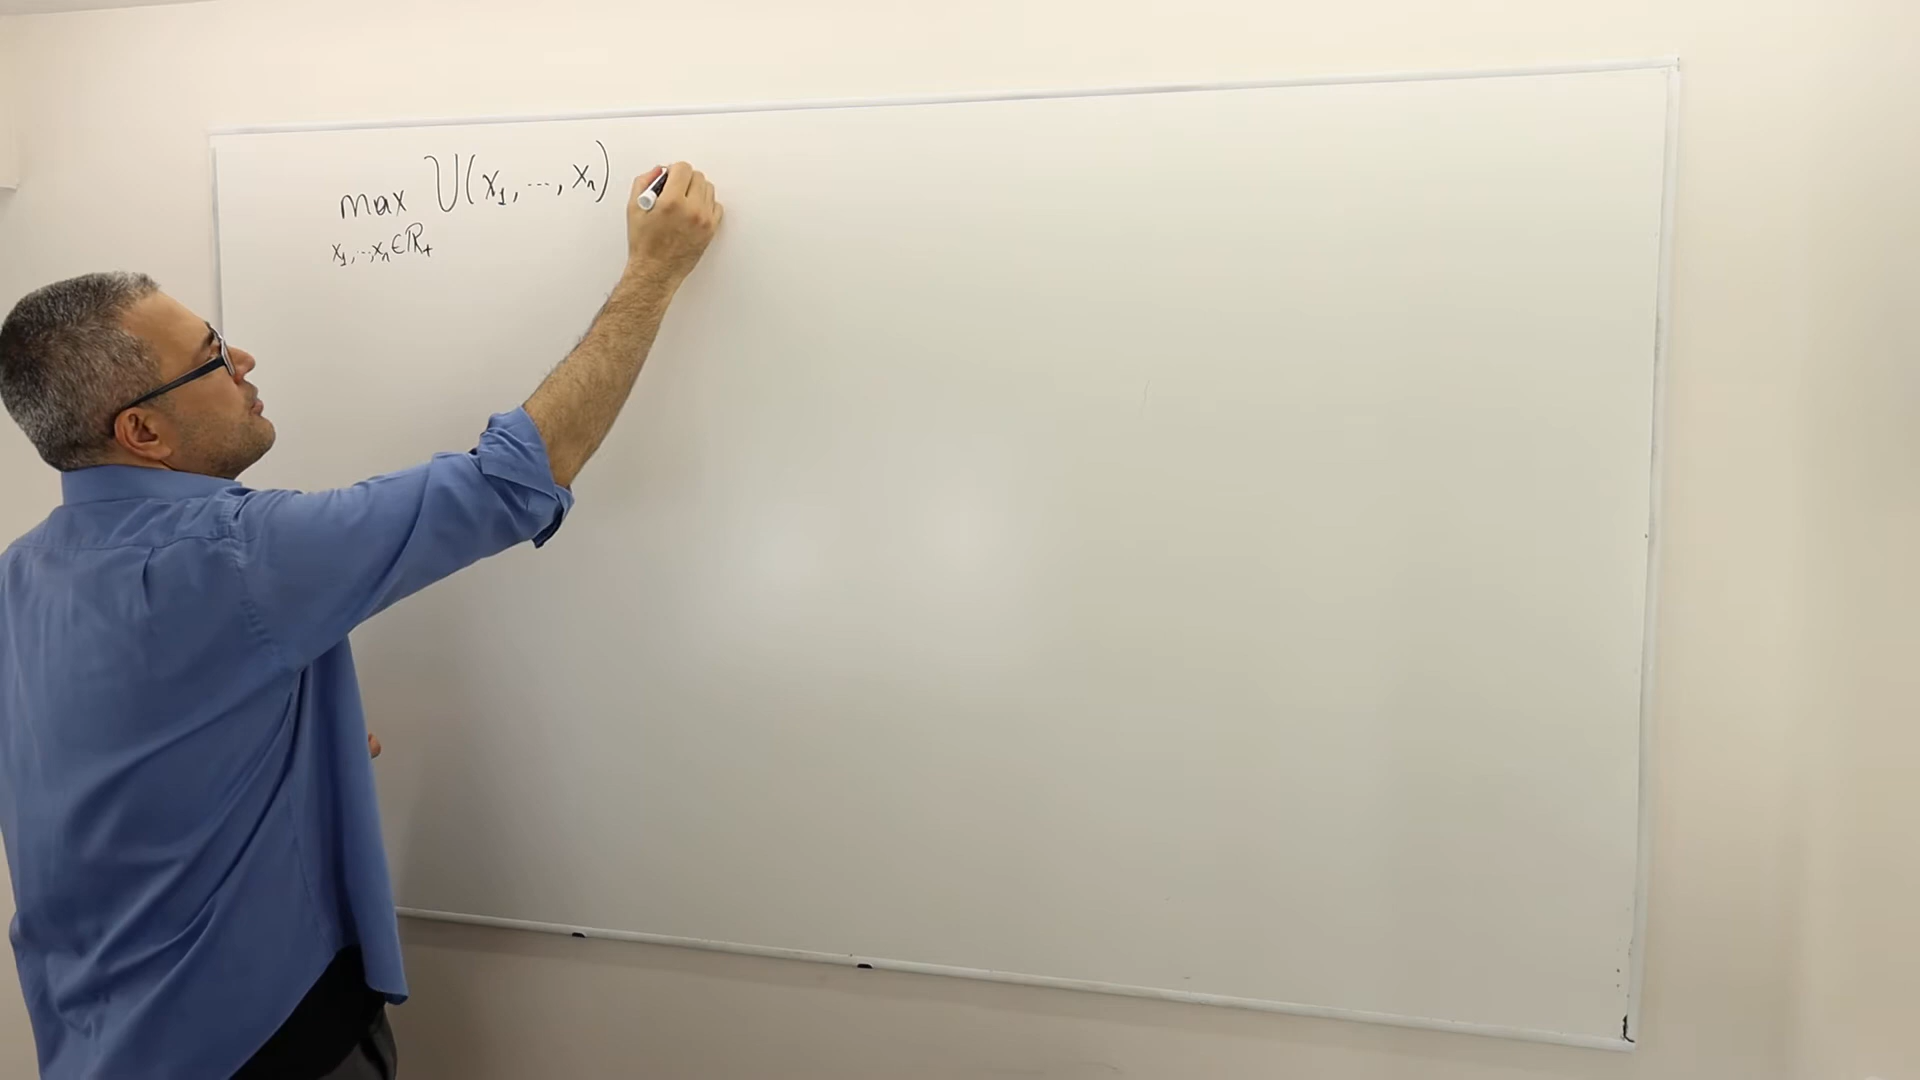 max U(x₁, ..., xₙ)
x₁, ..., xₙ ∈ ℝ₊